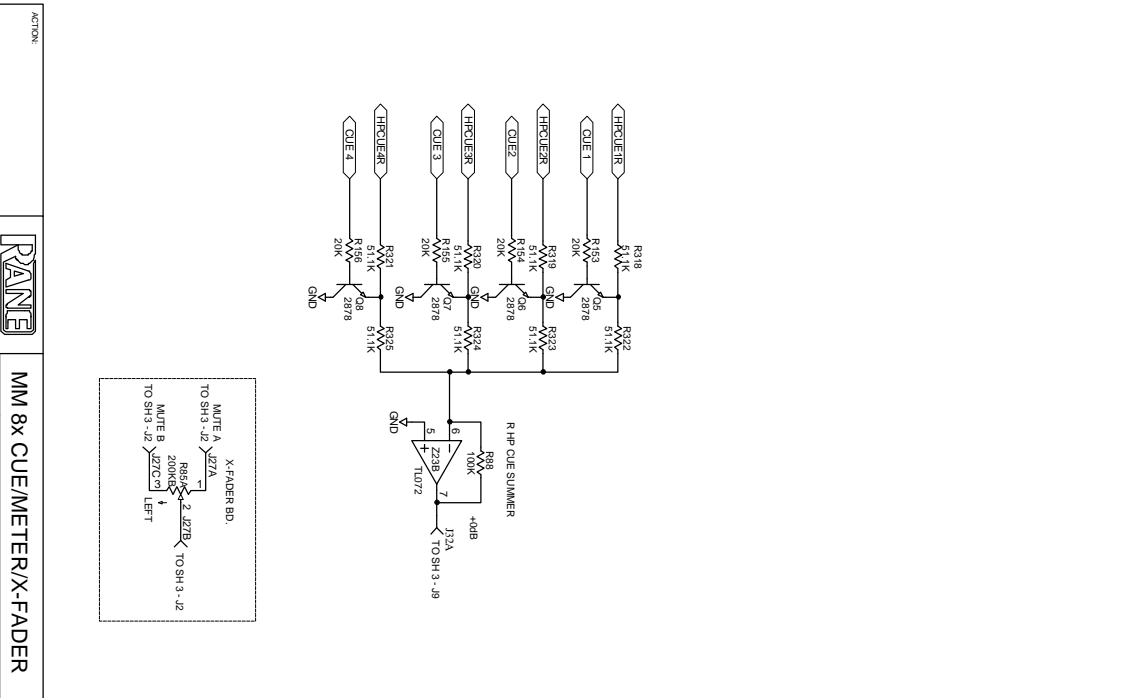 ACTION:
RANE
MM 8x CUE/METER/X-FADER
HPCUE1R
R318
51.1K
R322
51.1K
CUE 1
R153
20K
Q5
2878
GND
HPCUE2R
R319
51.1K
R323
51.1K
CUE2
R154
20K
Q6
2878
GND
HPCUE3R
R320
51.1K
R324
51.1K
CUE 3
R155
20K
Q7
2878
GND
HPCUE4R
R321
51.1K
R325
51.1K
CUE 4
R156
20K
Q8
2878
GND
R HP CUE SUMMER
R88
100K
+0dB
6
5
7
Z23B
TL072
GND
J32A
TO SH 3 - J9
X-FADER BD.
MUTE A
TO SH 3 - J2
J27A
1
2
J27B
TO SH 3 - J2
R85A
200KB
LEFT
MUTE B
TO SH 3 - J2
J27C
3